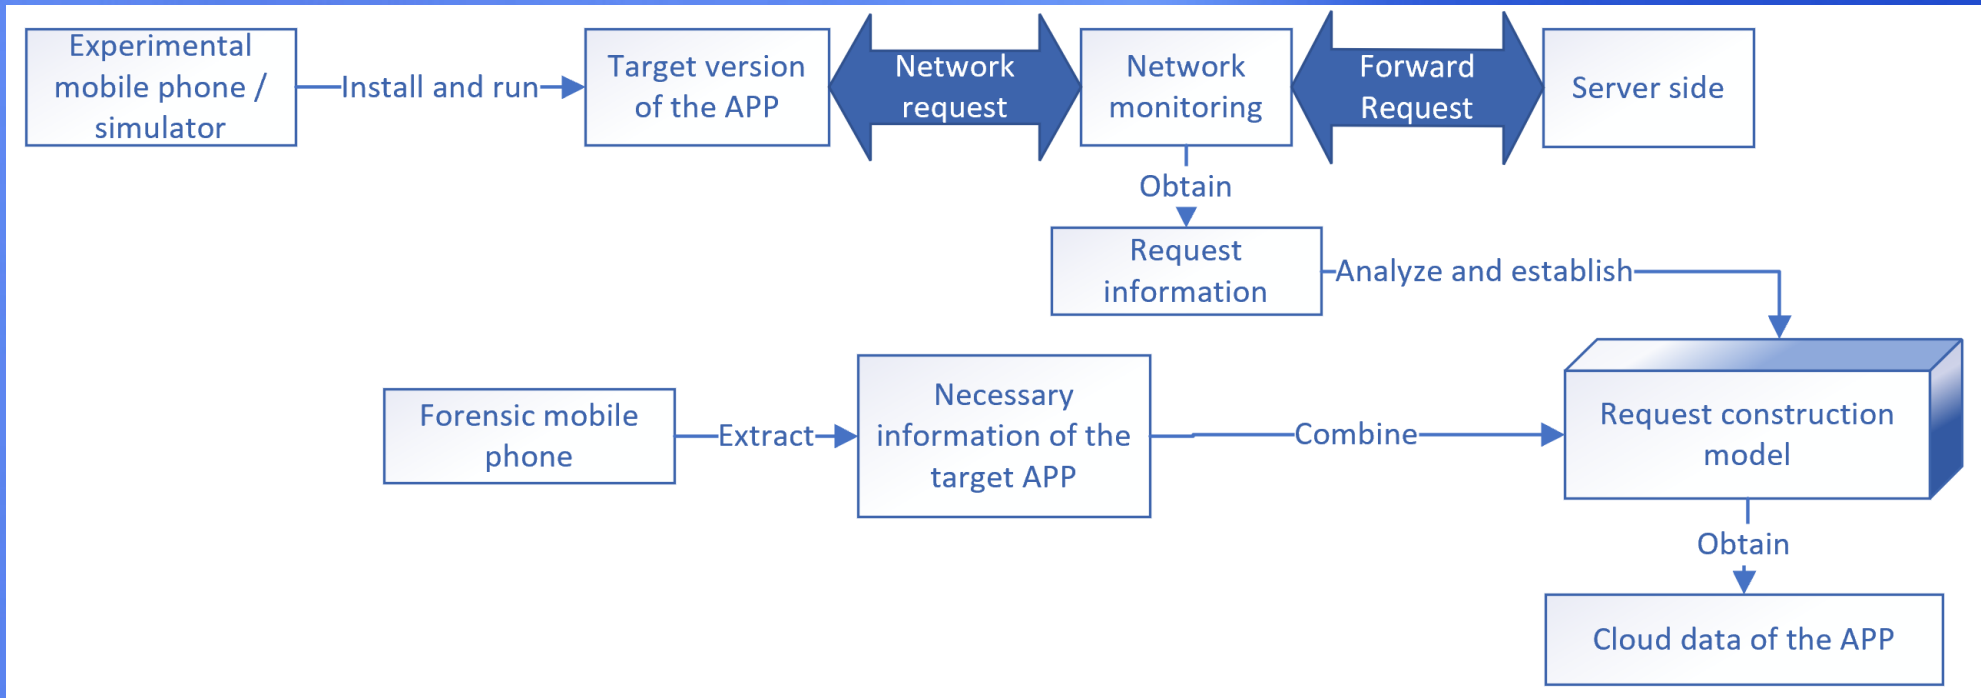 Experimental
mobile phone /
simulator
Install and run
Target version
of the APP
Network
request
Network
monitoring
Forward
Request
Server side
Obtain
Request
information
Analyze and establish
Forensic mobile
phone
Extract
Necessary
information of the
target APP
Combine
Request construction
model
Obtain
Cloud data of the APP